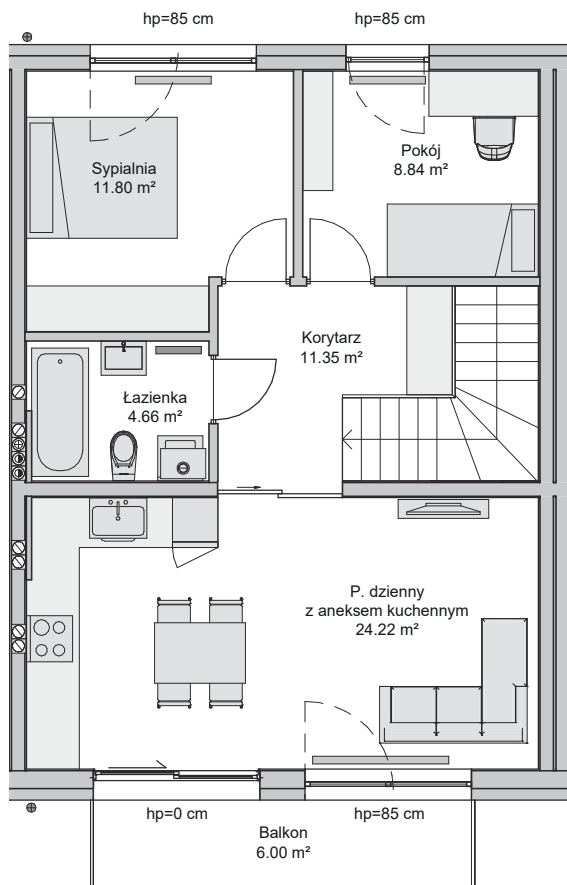 hp=85 cm
hp=85 cm
Sypialnia
11.80 m²
Pokój
8.84 m²
Korytarz
11.35 m²
Łazienka
4.66 m²
P. dzienny
z aneksem kuchennym
24.22 m²
hp=0 cm
hp=85 cm
Balkon
6.00 m²